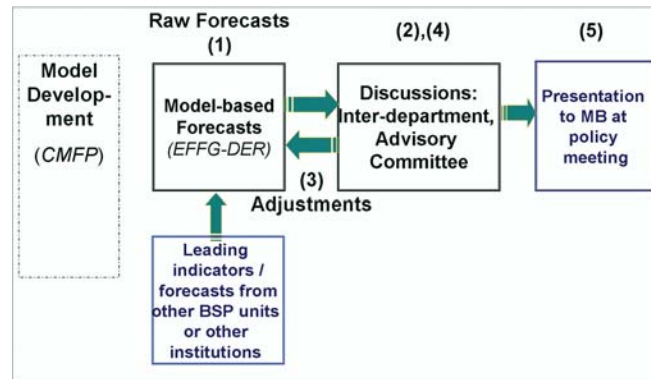 Raw Forecasts
(1)
(2),(4)
(5)
Model
Develop-
ment
(CMFP)
Model-based
Forecasts
(EFFG-DER)
Discussions:
Inter-department,
Advisory
Committee
Presentation
to MB at
policy
meeting
(3)
Adjustments
Leading
indicators /
forecasts from
other BSP units
or other
institutions